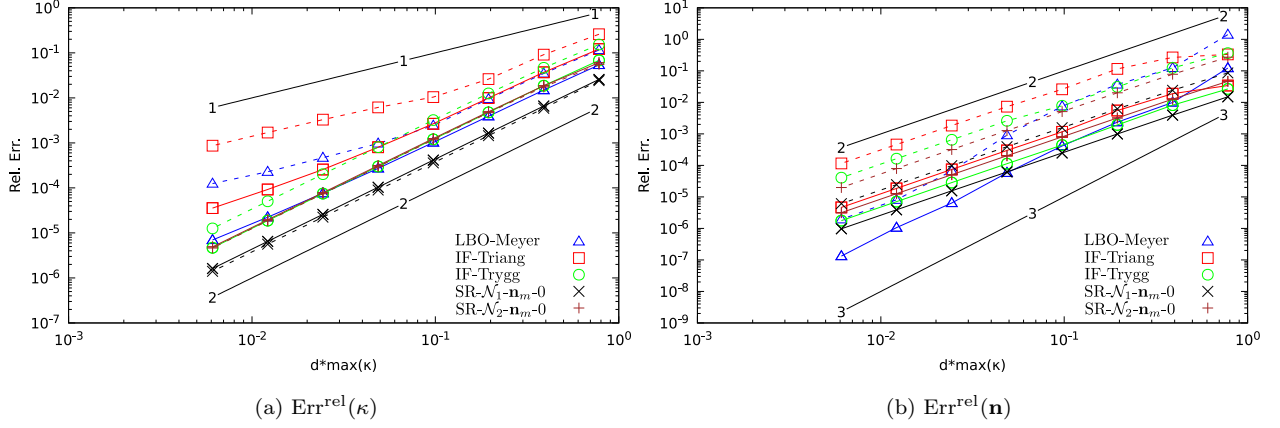 10^0
10^-1
10^-2
10^-3
10^-4
10^-5
10^-6
10^-7
Rel. Err.
1
1
1
2
2
2
LBO-Meyer
IF-Triang
IF-Trygg
SR-𝒩₁-𝐧ₘ-0
SR-𝒩₂-𝐧ₘ-0
10^-3
10^-2
10^-1
10^0
d*max(κ)
(a) Err^rel(κ)
10^2
10^1
10^0
10^-1
10^-2
10^-3
10^-4
10^-5
10^-6
10^-7
10^-8
10^-9
Rel. Err.
2
2
2
3
3
3
LBO-Meyer
IF-Triang
IF-Trygg
SR-𝒩₁-𝐧ₘ-0
SR-𝒩₂-𝐧ₘ-0
10^-3
10^-2
10^-1
10^0
d*max(κ)
(b) Err^rel(𝐧)